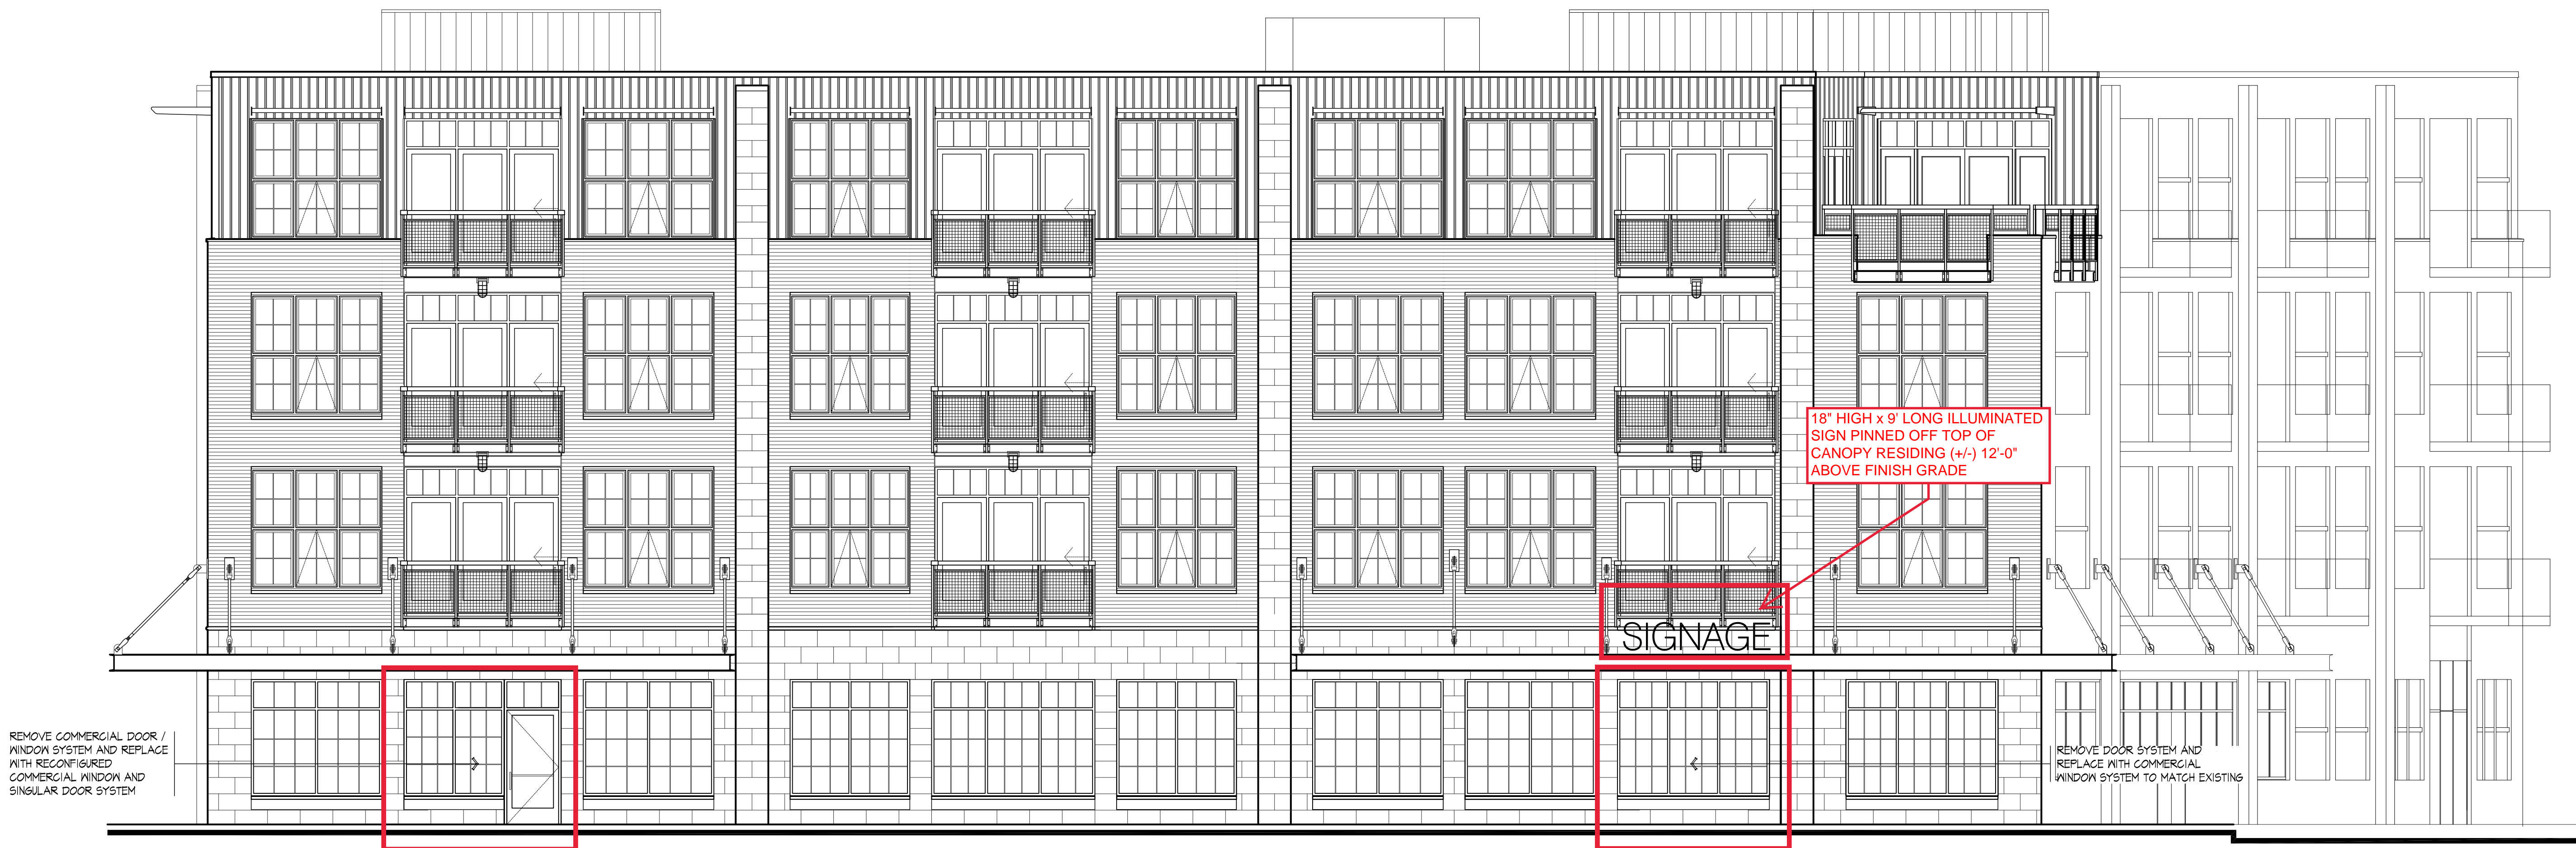 18" HIGH x 9' LONG ILLUMINATED
SIGN PINNED OFF TOP OF
CANOPY RESIDING (+/-) 12'-0"
ABOVE FINISH GRADE
SIGNAGE
REMOVE COMMERCIAL DOOR /
WINDOW SYSTEM AND REPLACE
WITH RECONFIGURED
COMMERCIAL WINDOW AND
SINGULAR DOOR SYSTEM
REMOVE DOOR SYSTEM AND
REPLACE WITH COMMERCIAL
WINDOW SYSTEM TO MATCH EXISTING